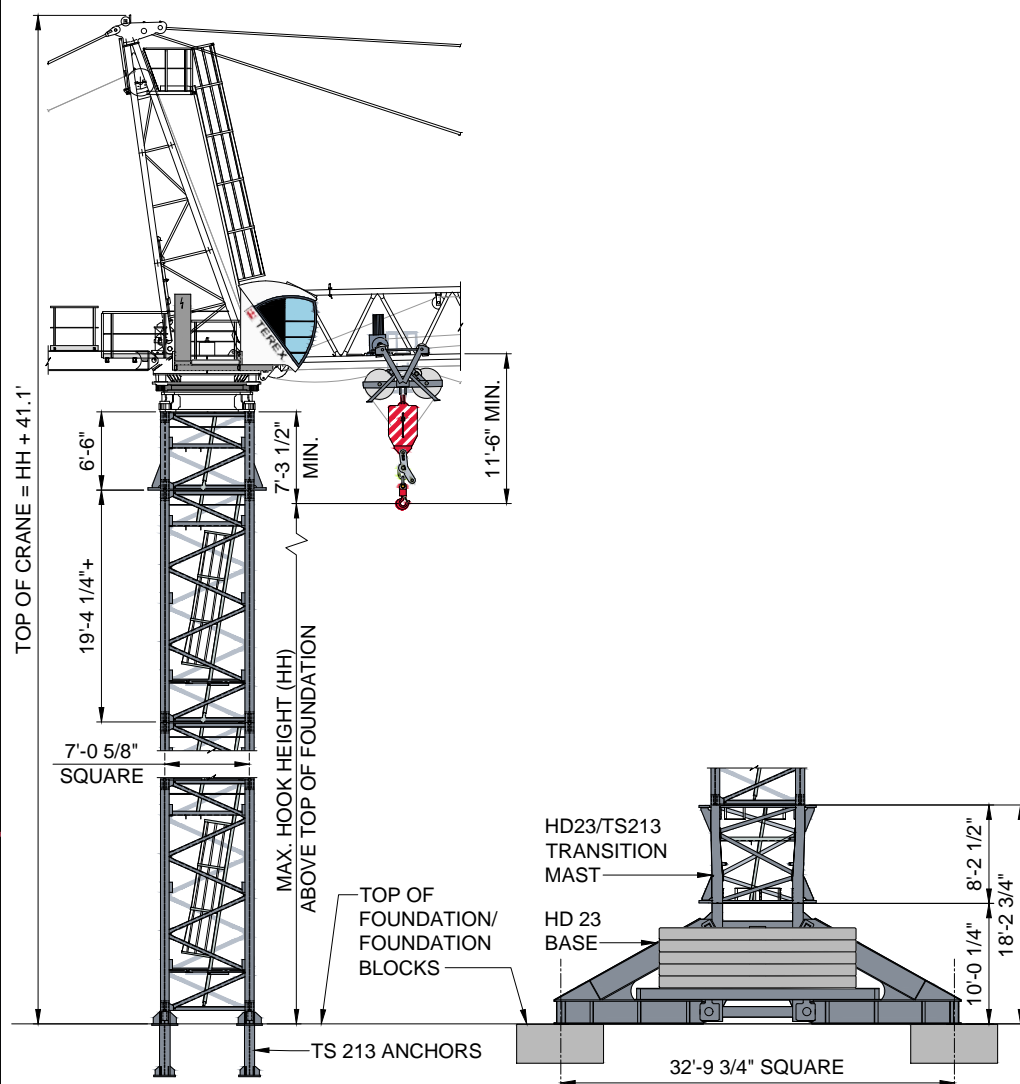 TOP OF CRANE = HH + 41.1'
TEREX
6'-6"
7'-3 1/2"
MIN.
11'-6" MIN.
19'-4 1/4"+
MAX. HOOK HEIGHT (HH)
ABOVE TOP OF FOUNDATION
7'-0 5/8"
SQUARE
TS 213 ANCHORS
TOP OF
FOUNDATION/
FOUNDATION
BLOCKS
HD23/TS213
TRANSITION
MAST
HD 23
BASE
8'-2 1/2"
10'-0 1/4"
18'-2 3/4"
32'-9 3/4" SQUARE